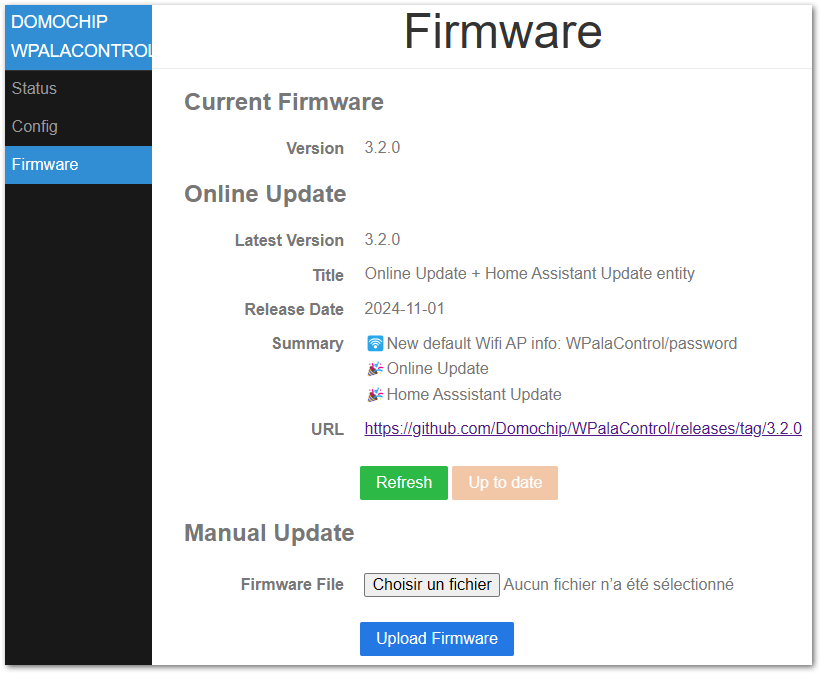 DOMOCHIP
WPALACONTROL
Status
Config
Firmware
Firmware
Current Firmware
Version 3.2.0
Online Update
Latest Version 3.2.0
Title Online Update + Home Assistant Update entity
Release Date 2024-11-01
Summary 🛜New default Wifi AP info: WPalaControl/password
🎉Online Update
🎉Home Asssistant Update
URL https://github.com/Domochip/WPalaControl/releases/tag/3.2.0
Refresh Up to date
Manual Update
Firmware File Choisir un fichier Aucun fichier n’a été sélectionné
Upload Firmware